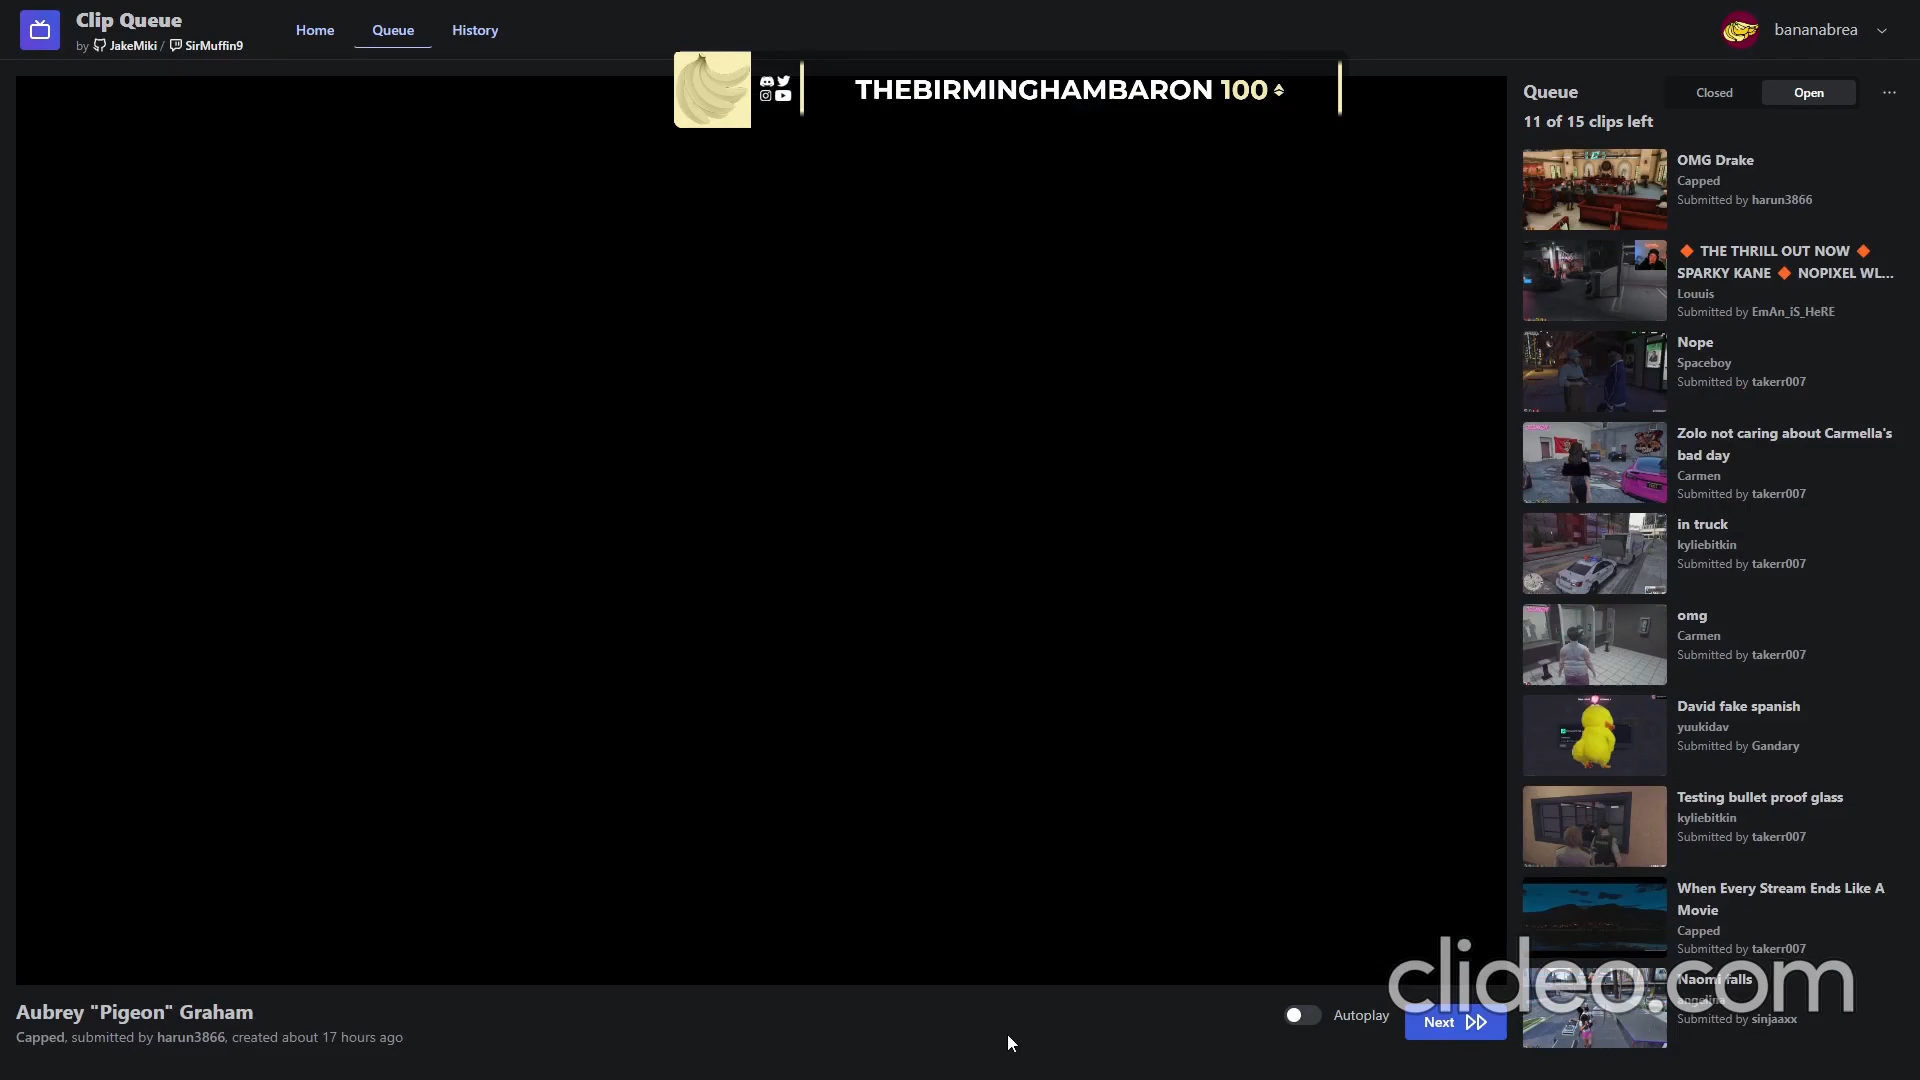 Clip Queue
by JakeMiki / SirMuffin9
Home
Queue
History
bananabrea
THEBIRMINGHAMBARON 100
Queue
Closed
Open
11 of 15 clips left
OMG Drake
Capped
Submitted by harun3866
THE THRILL OUT NOW
SPARKY KANE NOPIXEL WL...
Louuis
Submitted by EmAn_iS_HeRE
Nope
Spaceboy
Submitted by takerr007
Zolo not caring about Carmella's
bad day
Carmen
Submitted by takerr007
in truck
kyliebitkin
Submitted by takerr007
omg
Carmen
Submitted by takerr007
David fake spanish
yuukidav
Submitted by Gandary
Testing bullet proof glass
kyliebitkin
Submitted by takerr007
When Every Stream Ends Like A
Movie
Capped
Submitted by takerr007
Naomi falls
angelina
Submitted by sinjaaxx
Aubrey "Pigeon" Graham
Capped, submitted by harun3866, created about 17 hours ago
Autoplay
Next
clideo.com